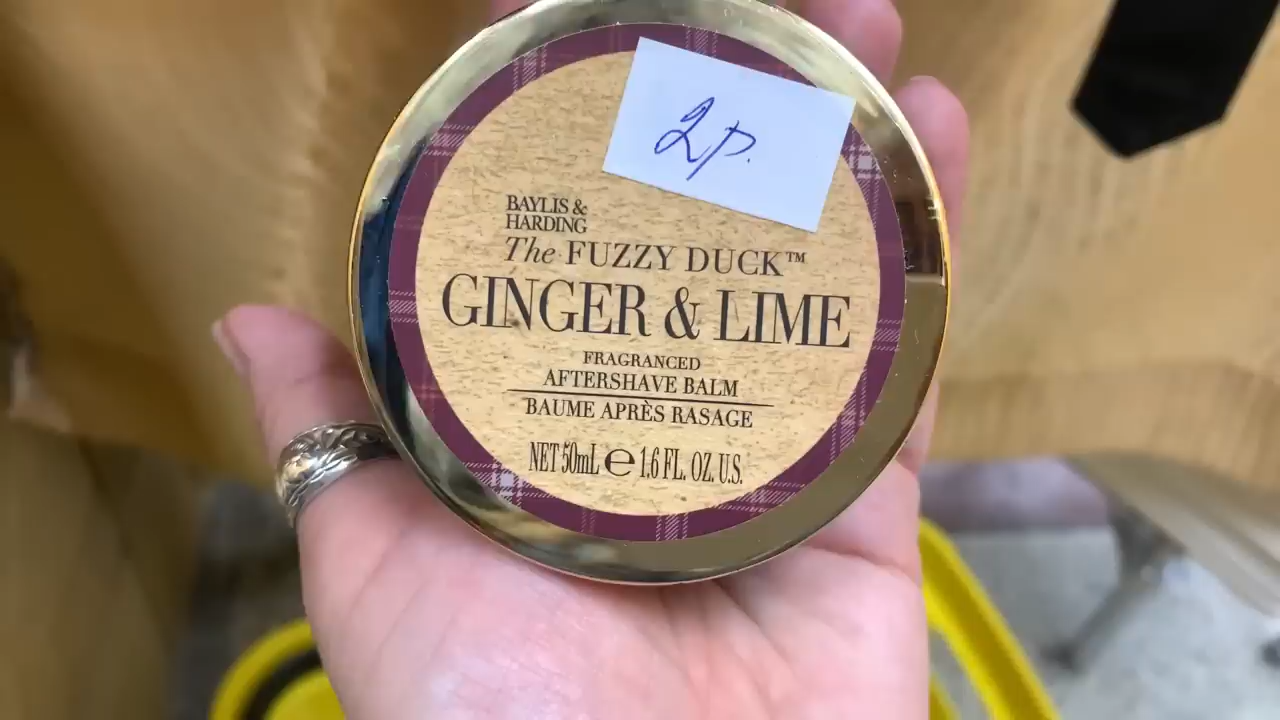 2p.
BAYLIS &
HARDING
The FUZZY DUCK™
GINGER & LIME
FRAGRANCED
AFTERSHAVE BALM
BAUME APRÈS RASAGE
NET 50mL e 1.6 FL. OZ. U.S.